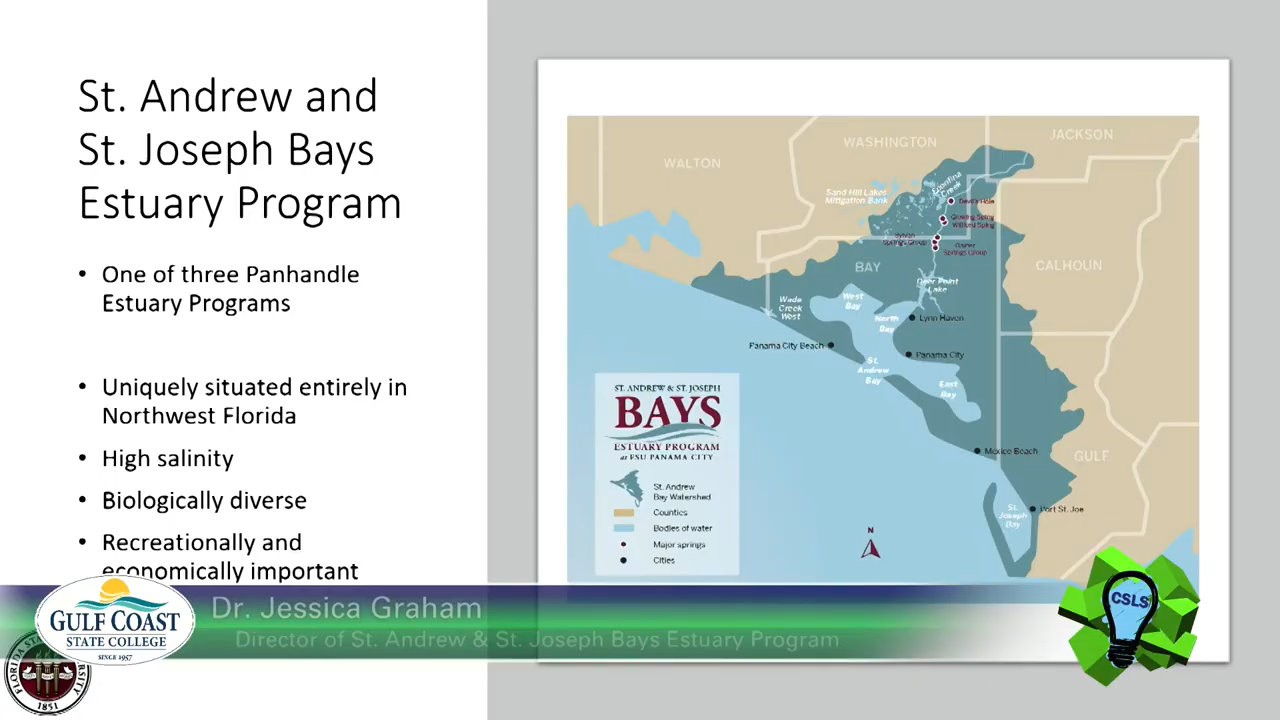 St. Andrew and
St. Joseph Bays
Estuary Program
• One of three Panhandle
Estuary Programs
• Uniquely situated entirely in
Northwest Florida
• High salinity
• Biologically diverse
• Recreationally and
economically important
WALTON
WASHINGTON
JACKSON
Sand Hill Lakes
Mitigation Bank
Econfina
Creek
Devil's Hole
Williford Spring
Springs Group
Gainer
Springs Group
BAY
CALHOUN
Deer Point
Lake
West
Bay
Wade
Creek
West
North
Bay
Lynn Haven
Panama City Beach
Panama City
St.
Andrew
Bay
East
Bay
Mexico Beach
GULF
St.
Joseph
Bay
Port St. Joe
ST. ANDREW & ST. JOSEPH
BAYS
ESTUARY PROGRAM
at FSU PANAMA CITY
St. Andrew
Bay Watershed
Counties
Bodies of water
Major springs
Cities
N
Dr. Jessica Graham
Director of St. Andrew & St. Joseph Bays Estuary Program
GULF COAST
STATE COLLEGE
SINCE 1957
CSLS
1851